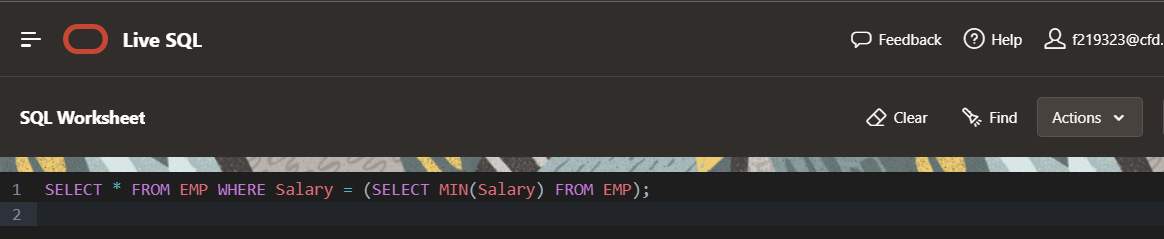 Live SQL
Feedback
Help
f219323@cfd.
SQL Worksheet
Clear
Find
Actions
1 SELECT * FROM EMP WHERE Salary = (SELECT MIN(Salary) FROM EMP);
2